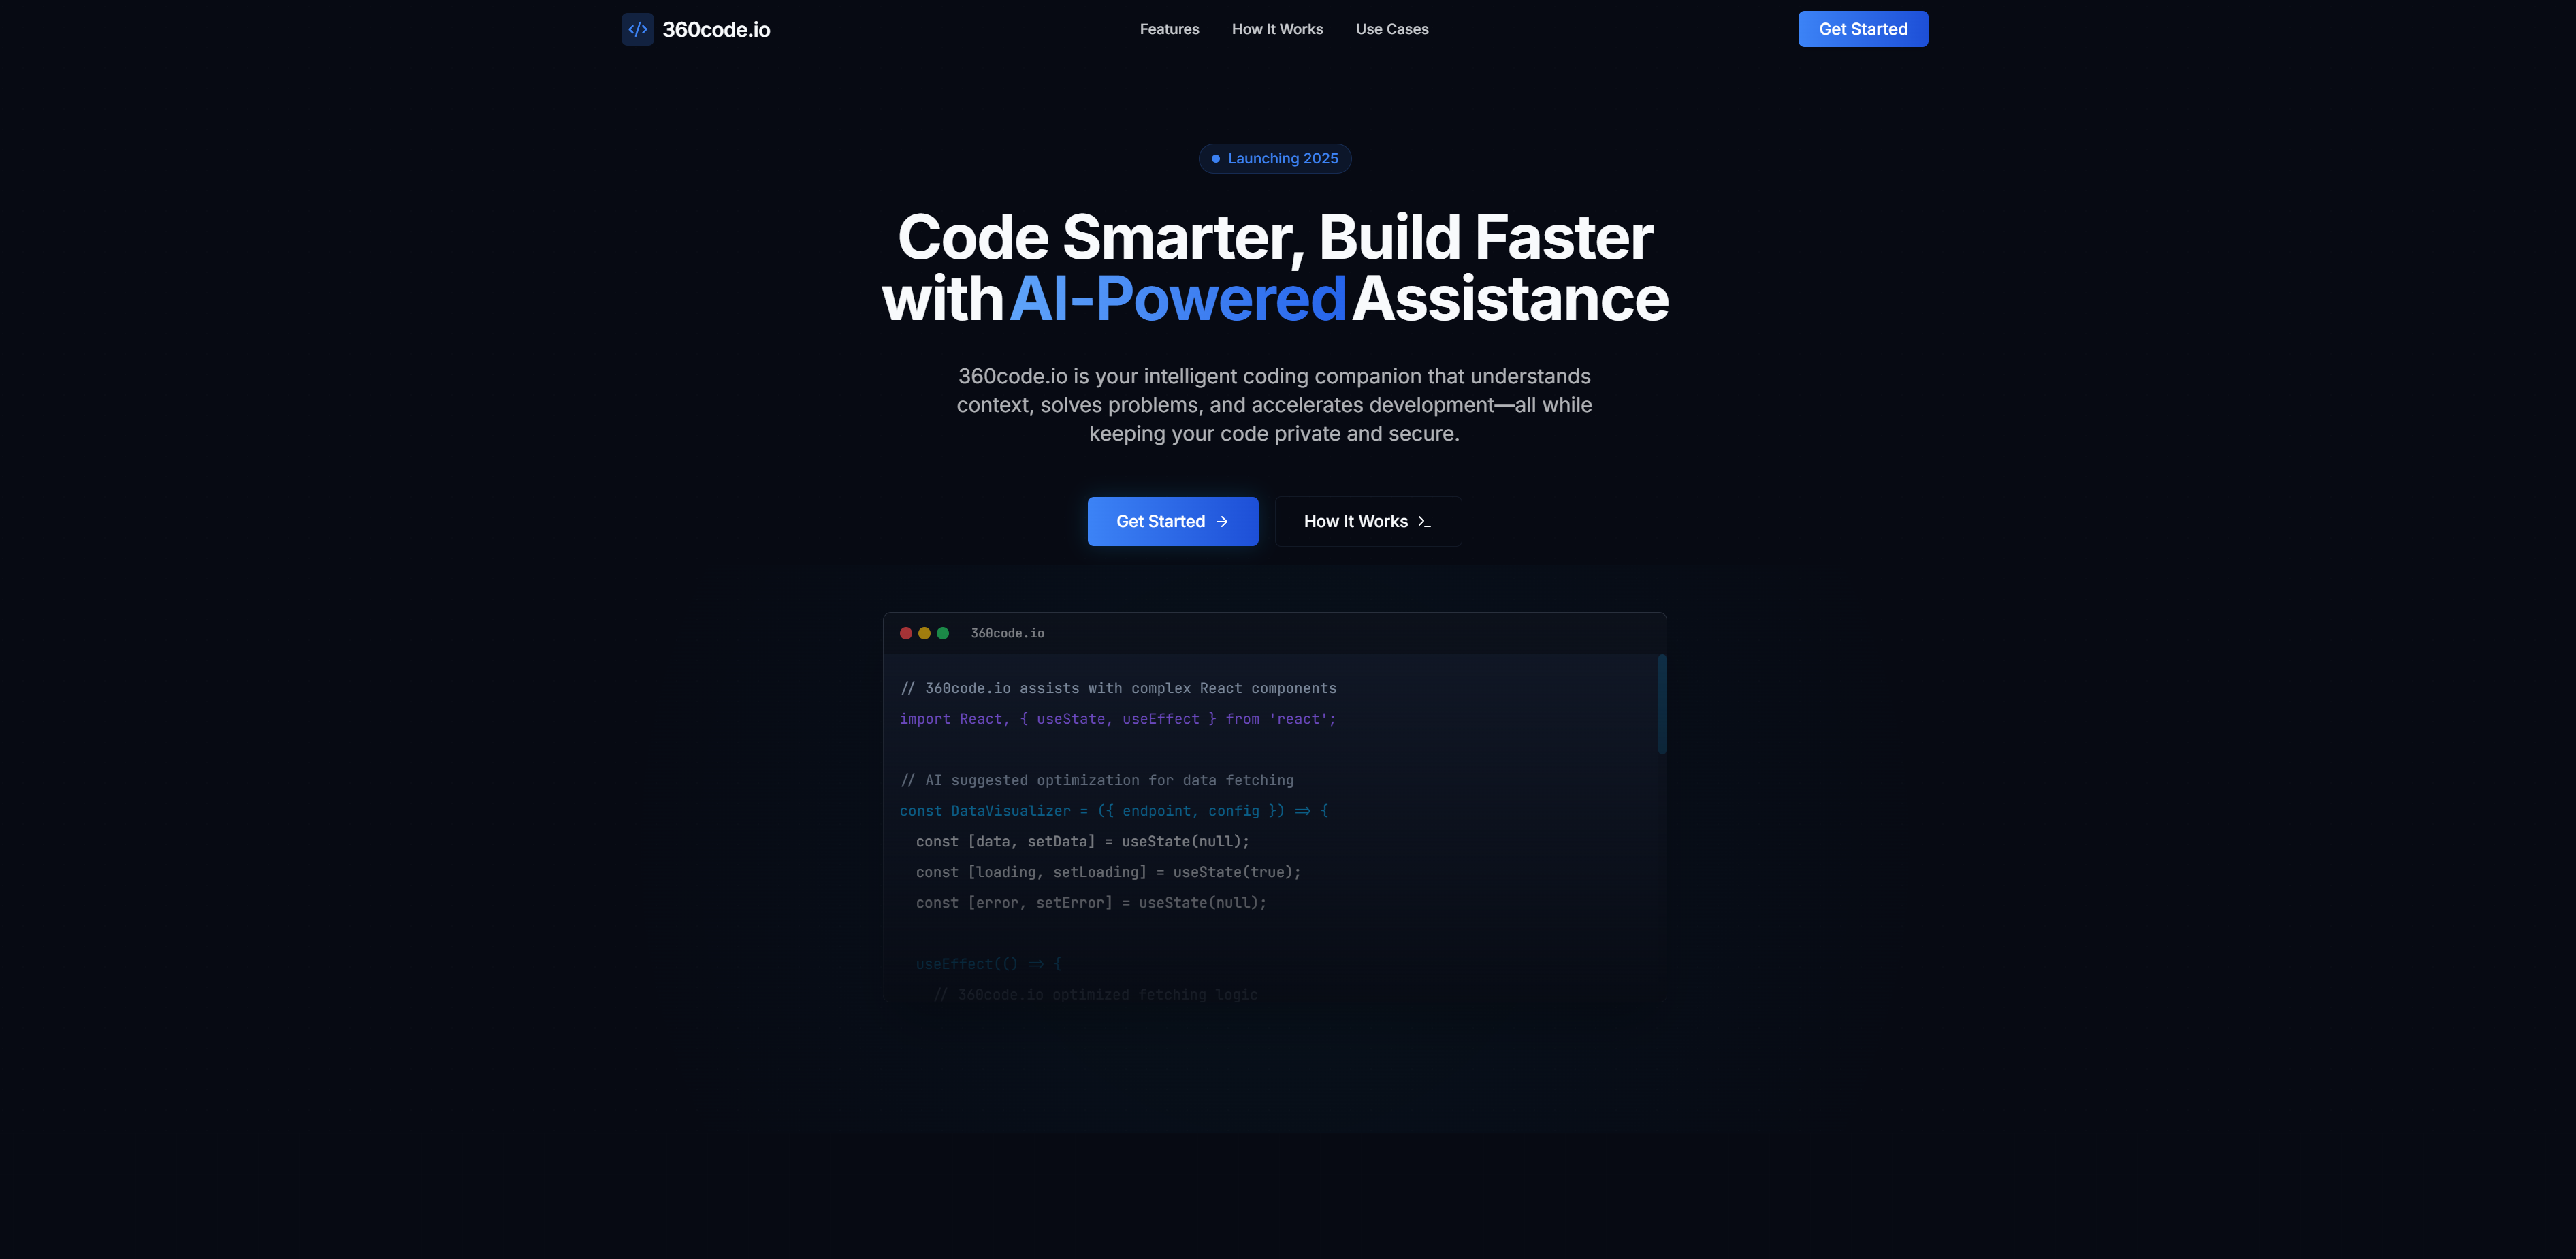 360code.io
Features
How It Works
Use Cases
Get Started
Launching 2025
Code Smarter, Build Faster
with AI-Powered Assistance
360code.io is your intelligent coding companion that understands
context, solves problems, and accelerates development—all while
keeping your code private and secure.
Get Started →
How It Works >_
360code.io
// 360code.io assists with complex React components
import React, { useState, useEffect } from 'react';
// AI suggested optimization for data fetching
const DataVisualizer = ({ endpoint, config }) => {
const [data, setData] = useState(null);
const [loading, setLoading] = useState(true);
const [error, setError] = useState(null);
useEffect(() => {
// 360code.io optimized fetching logic